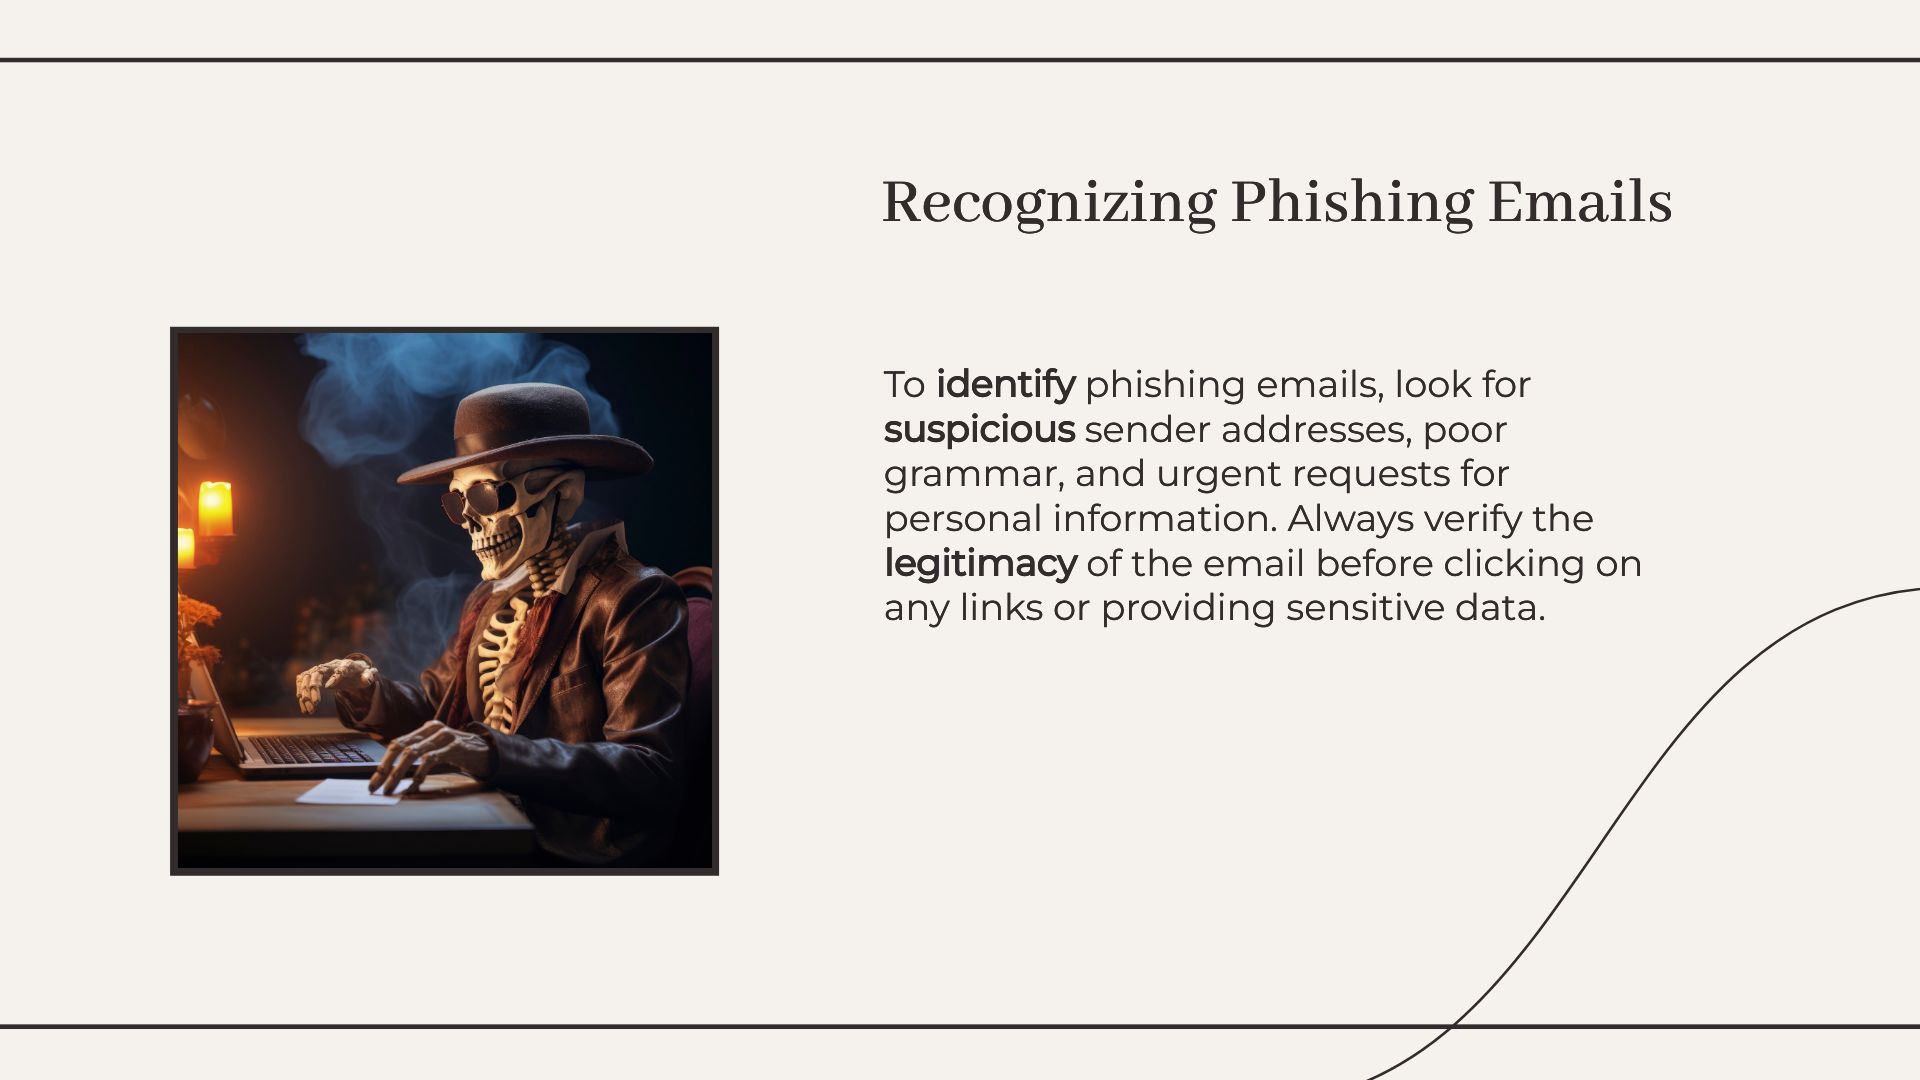 Recognizing Phishing Emails
To identify phishing emails, look for
suspicious sender addresses, poor
grammar, and urgent requests for
personal information. Always verify the
legitimacy of the email before clicking on
any links or providing sensitive data.